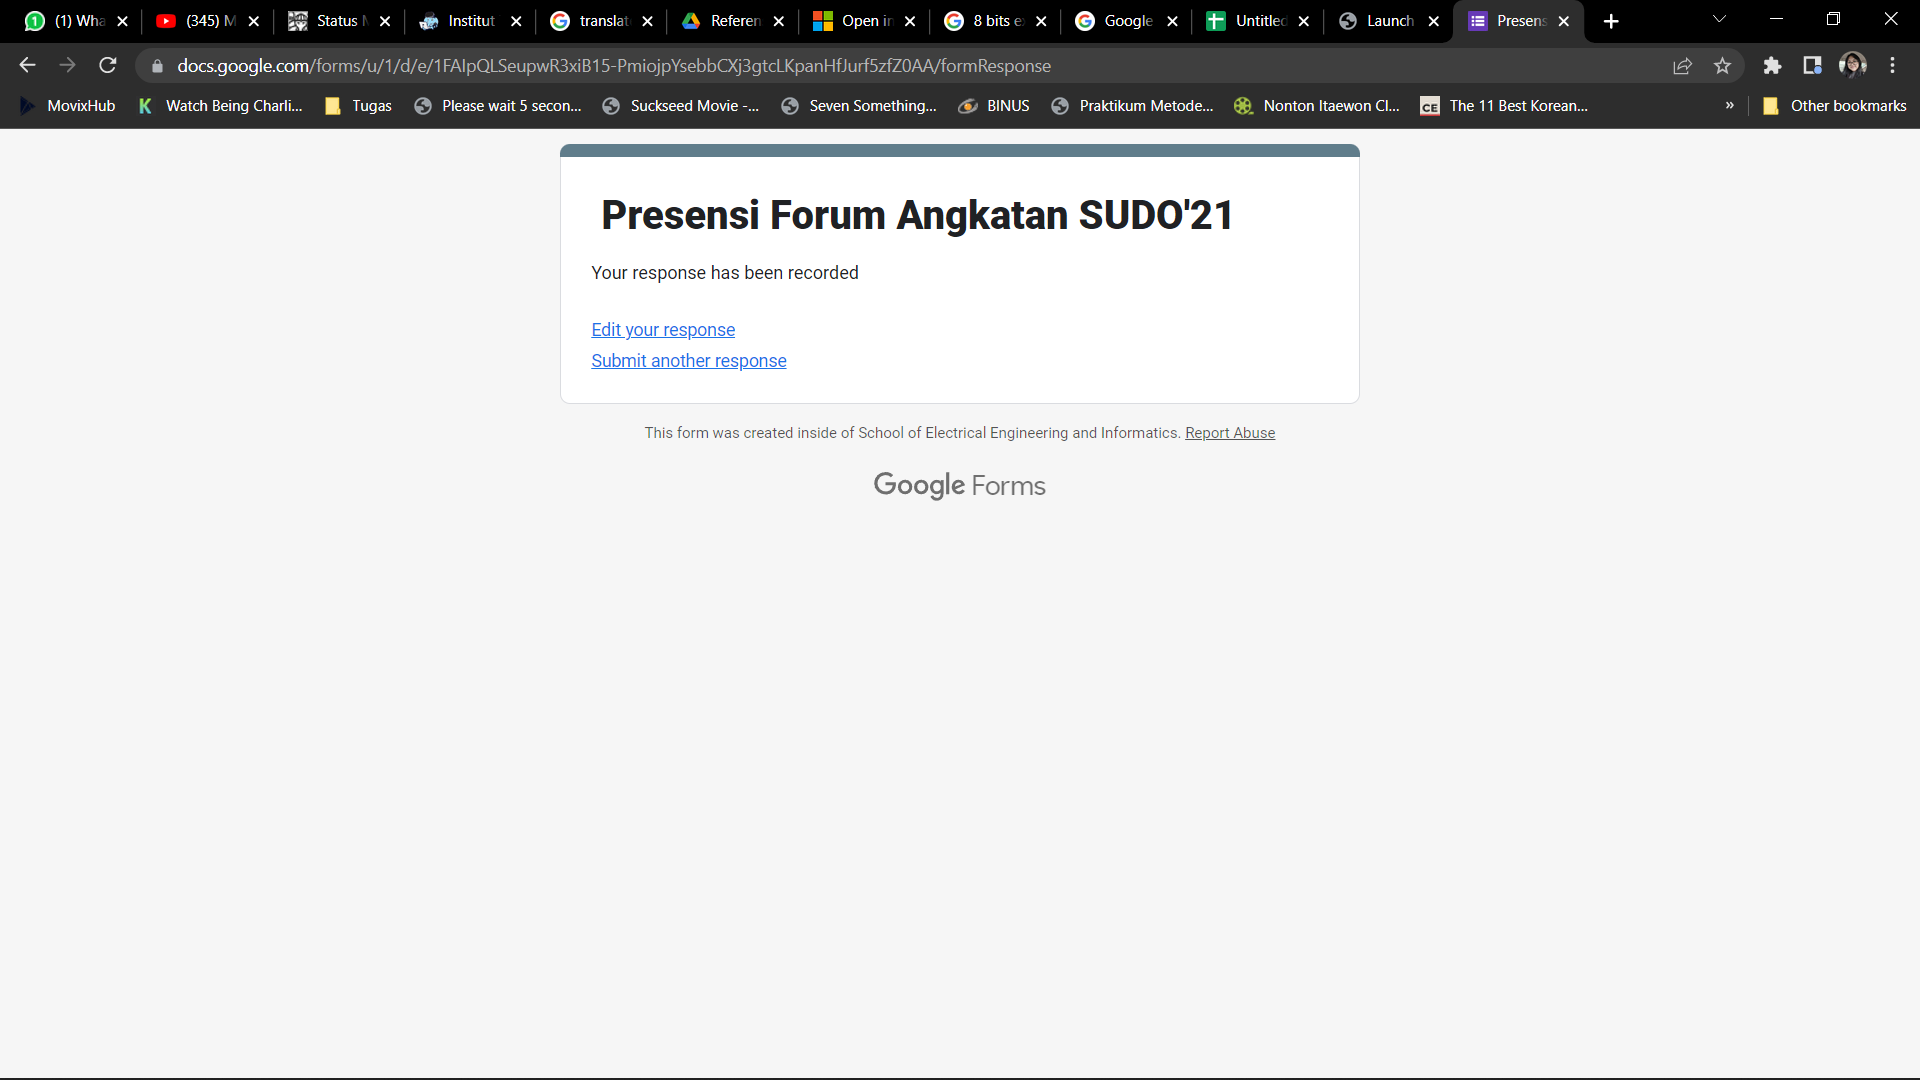 (1) Wha
(345) M
Status M
Institut
translat
Referen
Open in
8 bits e
Google
Untitled
Launch
Presens
docs.google.com/forms/u/1/d/e/1FAIpQLSeupwR3xiB15-PmiojpYsebbCXj3gtcLKpanHfJurf5zfZ0AA/formResponse
MovixHub
Watch Being Charli...
Tugas
Please wait 5 secon...
Suckseed Movie -...
Seven Something...
BINUS
Praktikum Metode...
Nonton Itaewon Cl...
CE
The 11 Best Korean...
»
Other bookmarks
Presensi Forum Angkatan SUDO'21
Your response has been recorded
Edit your response
Submit another response
This form was created inside of School of Electrical Engineering and Informatics. Report Abuse
Google Forms